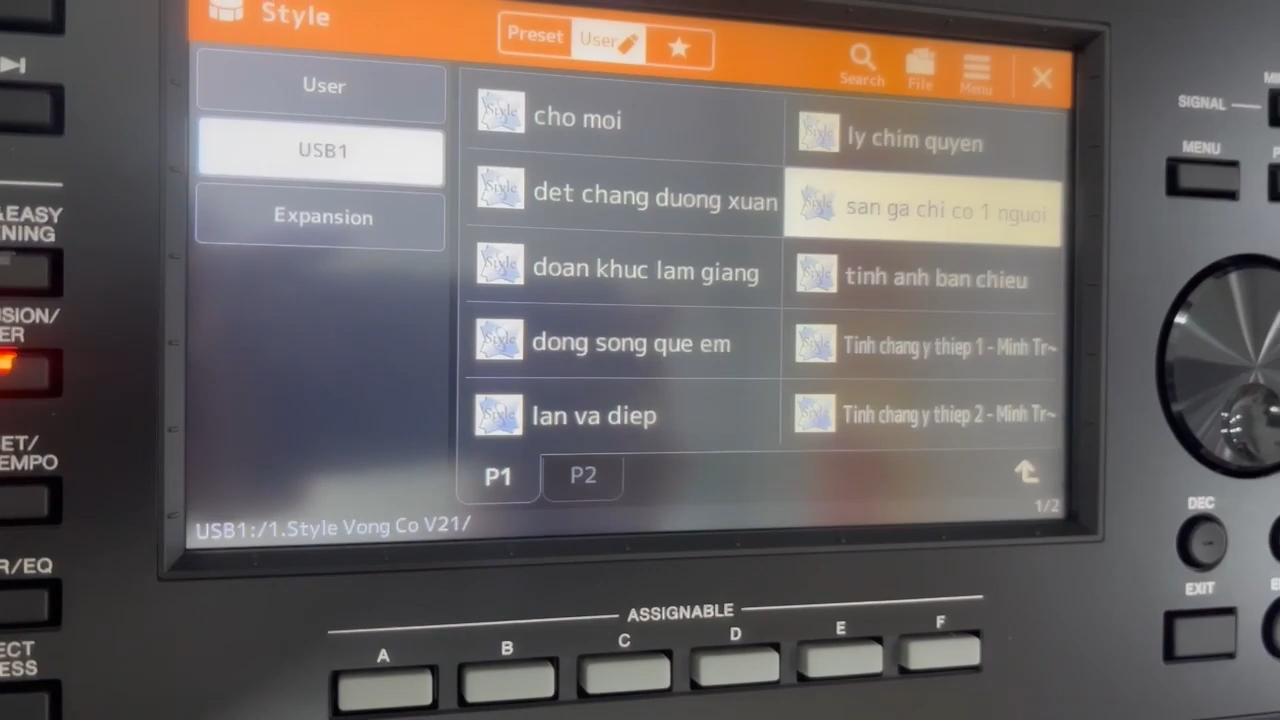 Style
Preset
User
Search
File
Menu
User
USB1
Expansion
cho moi
det chang duong xuan
doan khuc lam giang
dong song que em
lan va diep
ly chim quyen
san ga chi co 1 nguoi
tinh anh ban chieu
Tinh chang y thiep 1 - Minh Tr~
Tinh chang y thiep 2 - Minh Tr~
P1
P2
1/2
USB1:/1.Style Vong Co V21/
ASSIGNABLE
A
B
C
D
E
F
SIGNAL
MENU
DEC
EXIT
EASY
NING
SION/
ER
ET/
EMPO
R/EQ
ECT
ESS